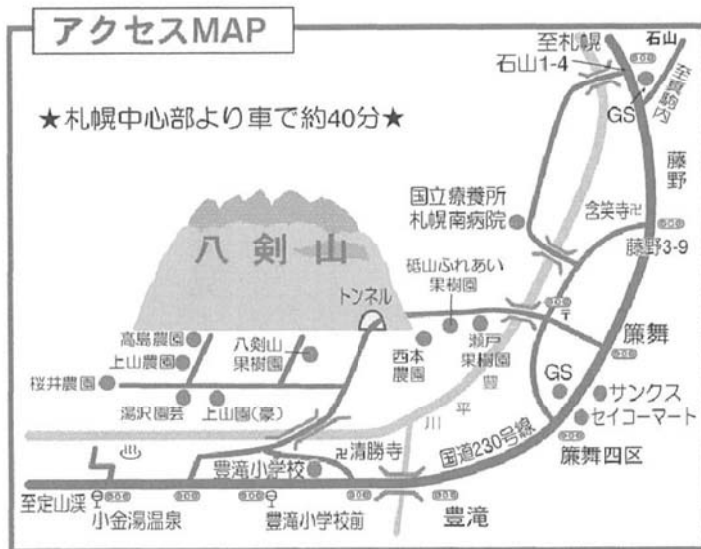 アクセスMAP
★札幌中心部より車で約40分★
至札幌
石山
石山1-4
至真駒内
GS
藤野
国立療養所
札幌南病院
含笑寺卍
藤野3-9
八剣山
トンネル
砥山ふれあい
果樹園
〒
簾舞
高島農園
上山農園
八剣山
果樹園
西本
農園
瀬戸
果樹園
桜井農園
湯沢園芸
上山園(豪)
豊平川
GS
サンクス
セイコーマート
国道230号線
簾舞四区
卍清勝寺
豊滝小学校
至定山渓
小金湯温泉
豊滝小学校前
豊滝